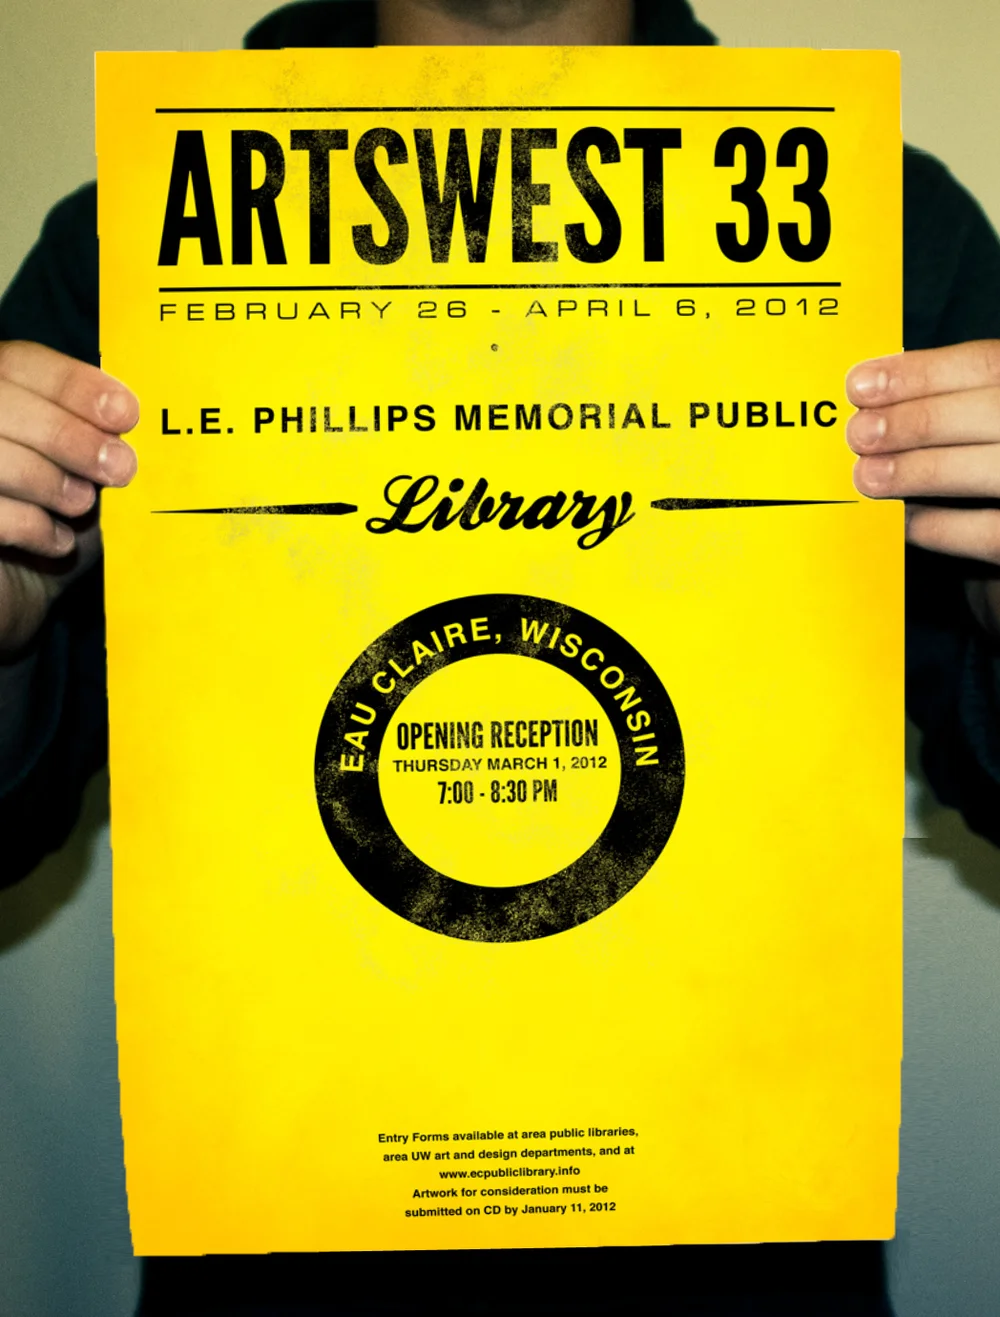 ARTSWEST 33
FEBRUARY 26 - APRIL 6, 2012
L.E. PHILLIPS MEMORIAL PUBLIC
Library
EAU CLAIRE, WISCONSIN
OPENING RECEPTION
THURSDAY MARCH 1, 2012
7:00 - 8:30 PM
Entry Forms available at area public libraries,
area UW art and design departments, and at
www.ecpubliclibrary.info
Artwork for consideration must be
submitted on CD by January 11, 2012